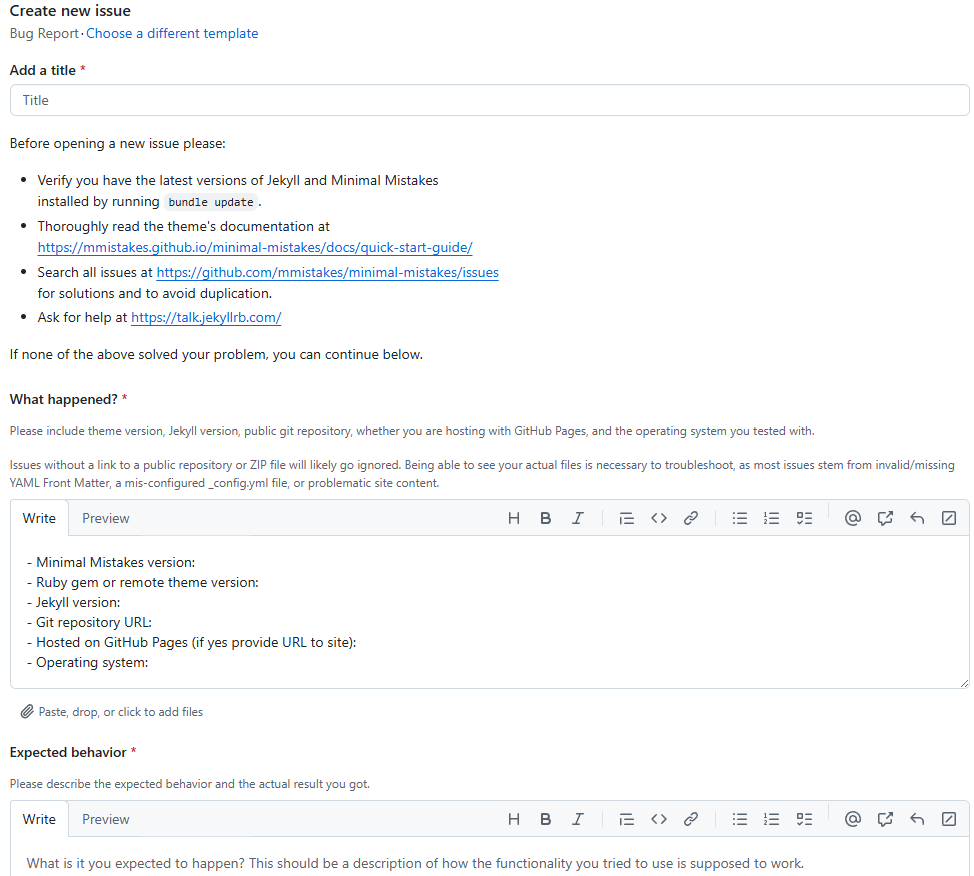 Create new issue
Bug Report · Choose a different template
Add a title *
Title
Before opening a new issue please:
• Verify you have the latest versions of Jekyll and Minimal Mistakes
installed by running bundle update.
• Thoroughly read the theme's documentation at
https://mmistakes.github.io/minimal-mistakes/docs/quick-start-guide/
• Search all issues at https://github.com/mmistakes/minimal-mistakes/issues
for solutions and to avoid duplication.
• Ask for help at https://talk.jekyllrb.com/
If none of the above solved your problem, you can continue below.
What happened? *
Please include theme version, Jekyll version, public git repository, whether you are hosting with GitHub Pages, and the operating system you tested with.
Issues without a link to a public repository or ZIP file will likely go ignored. Being able to see your actual files is necessary to troubleshoot, as most issues stem from invalid/missing
YAML Front Matter, a mis-configured _config.yml file, or problematic site content.
Write Preview
- Minimal Mistakes version:
- Ruby gem or remote theme version:
- Jekyll version:
- Git repository URL:
- Hosted on GitHub Pages (if yes provide URL to site):
- Operating system:
Paste, drop, or click to add files
Expected behavior *
Please describe the expected behavior and the actual result you got.
Write Preview
What is it you expected to happen? This should be a description of how the functionality you tried to use is supposed to work.